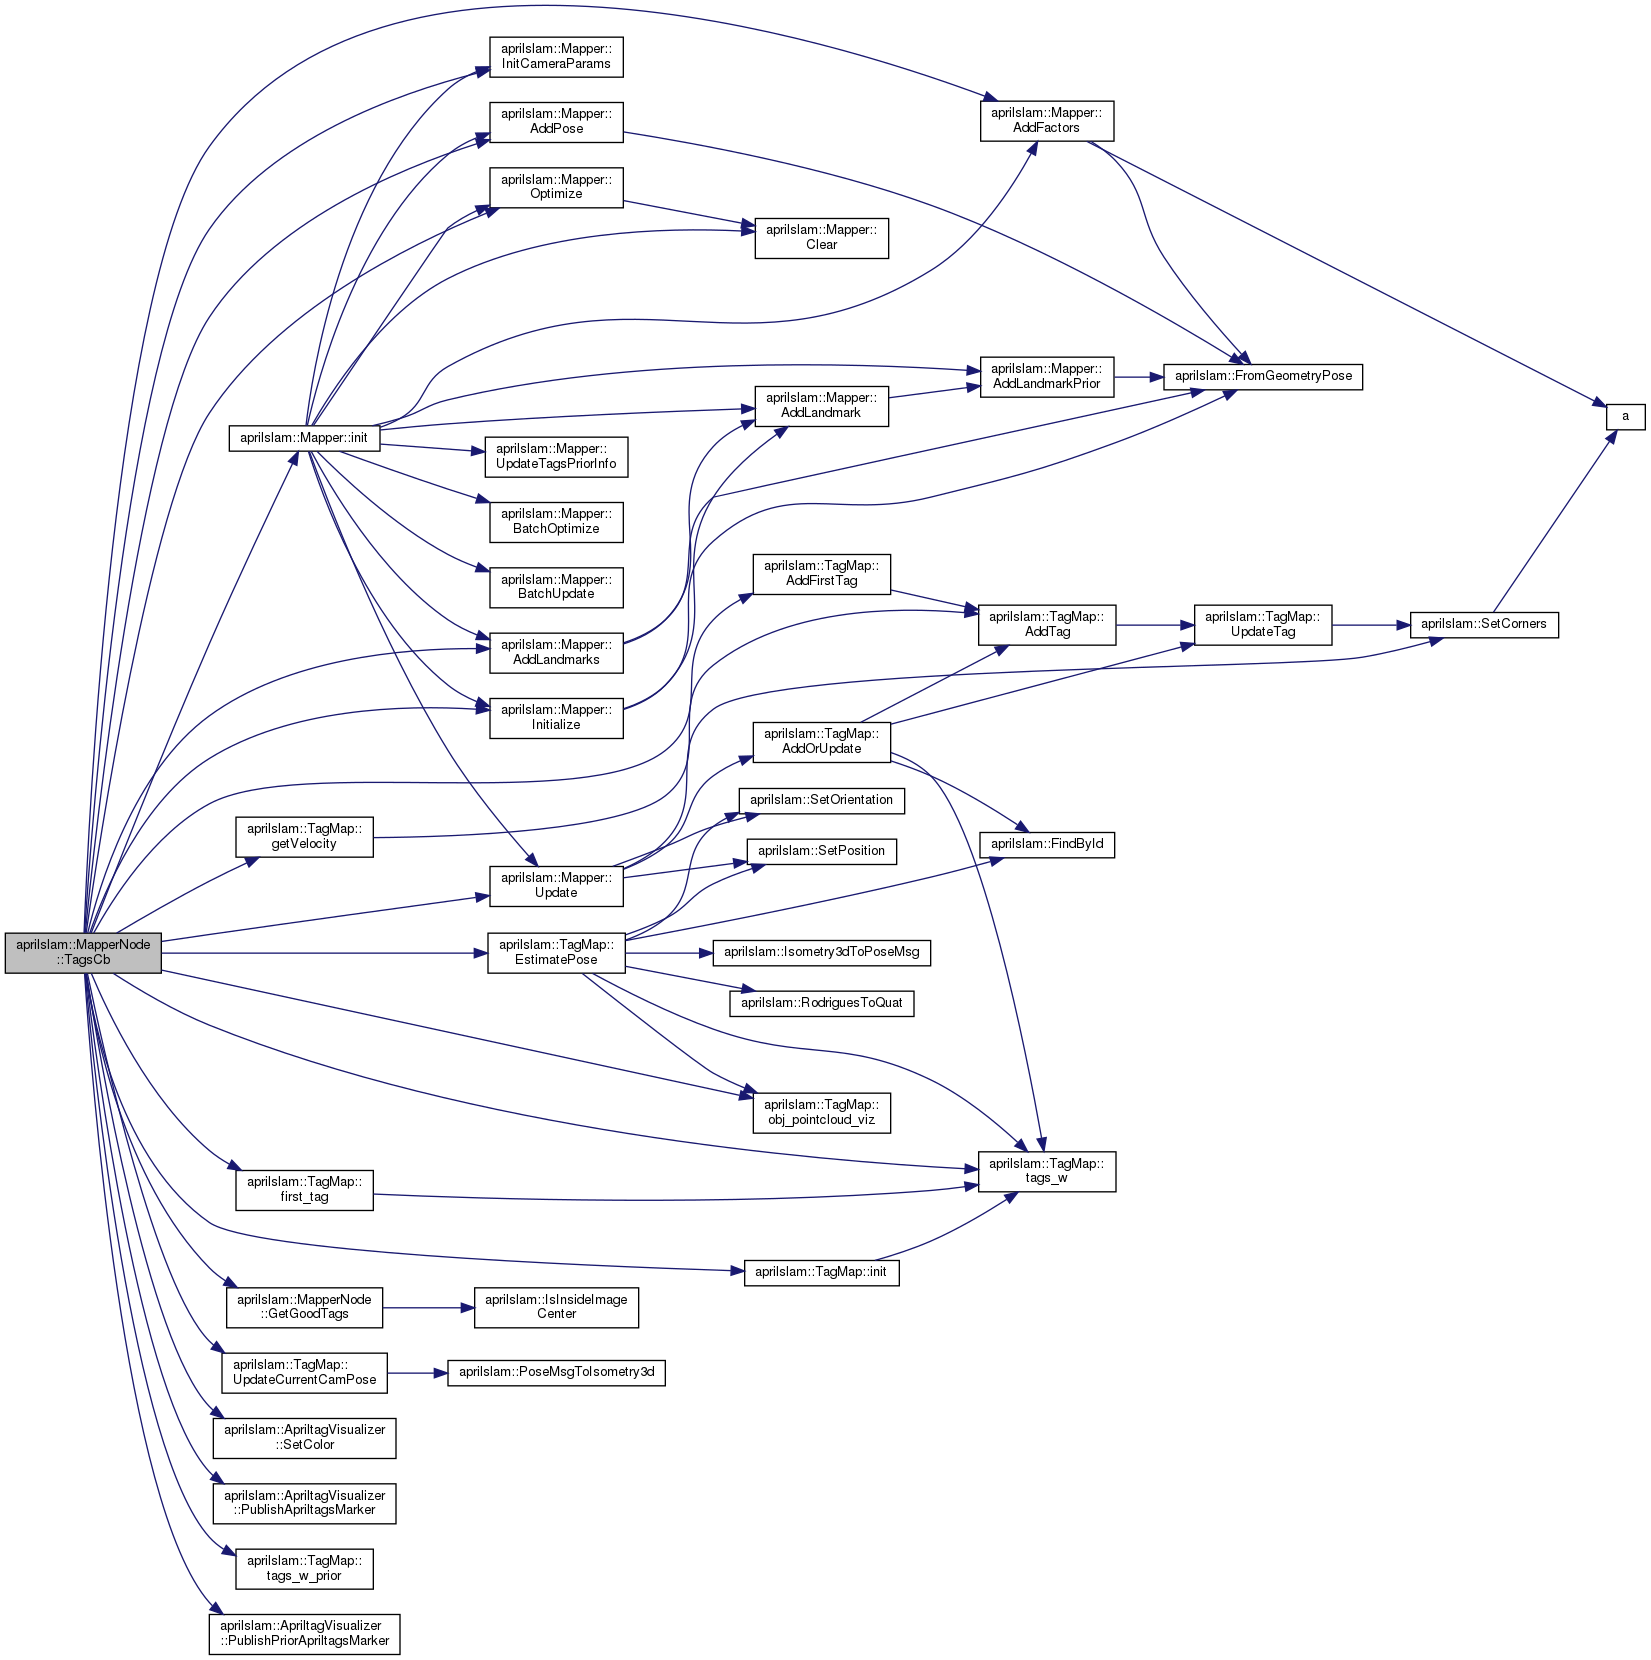 aprilslam::Mapper::
InitCameraParams
aprilslam::Mapper::
AddPose
aprilslam::Mapper::
AddFactors
aprilslam::Mapper::
Optimize
aprilslam::Mapper::
Clear
aprilslam::Mapper::
AddLandmarkPrior
aprilslam::FromGeometryPose
aprilslam::Mapper::
AddLandmark
a
aprilslam::Mapper::init
aprilslam::Mapper::
UpdateTagsPriorInfo
aprilslam::Mapper::
BatchOptimize
aprilslam::Mapper::
BatchUpdate
aprilslam::TagMap::
AddFirstTag
aprilslam::Mapper::
AddLandmarks
aprilslam::TagMap::
AddTag
aprilslam::TagMap::
UpdateTag
aprilslam::SetCorners
aprilslam::Mapper::
Initialize
aprilslam::TagMap::
AddOrUpdate
aprilslam::SetOrientation
aprilslam::TagMap::
getVelocity
aprilslam::SetPosition
aprilslam::FindById
aprilslam::Mapper::
Update
aprilslam::MapperNode
::TagsCb
aprilslam::TagMap::
EstimatePose
aprilslam::Isometry3dToPoseMsg
aprilslam::RodriguesToQuat
aprilslam::TagMap::
obj_pointcloud_viz
aprilslam::TagMap::
first_tag
aprilslam::TagMap::
tags_w
aprilslam::TagMap::init
aprilslam::MapperNode
::GetGoodTags
aprilslam::IsInsideImage
Center
aprilslam::TagMap::
UpdateCurrentCamPose
aprilslam::PoseMsgToIsometry3d
aprilslam::ApriltagVisualizer
::SetColor
aprilslam::ApriltagVisualizer
::PublishApriltagsMarker
aprilslam::TagMap::
tags_w_prior
aprilslam::ApriltagVisualizer
::PublishPriorApriltagsMarker